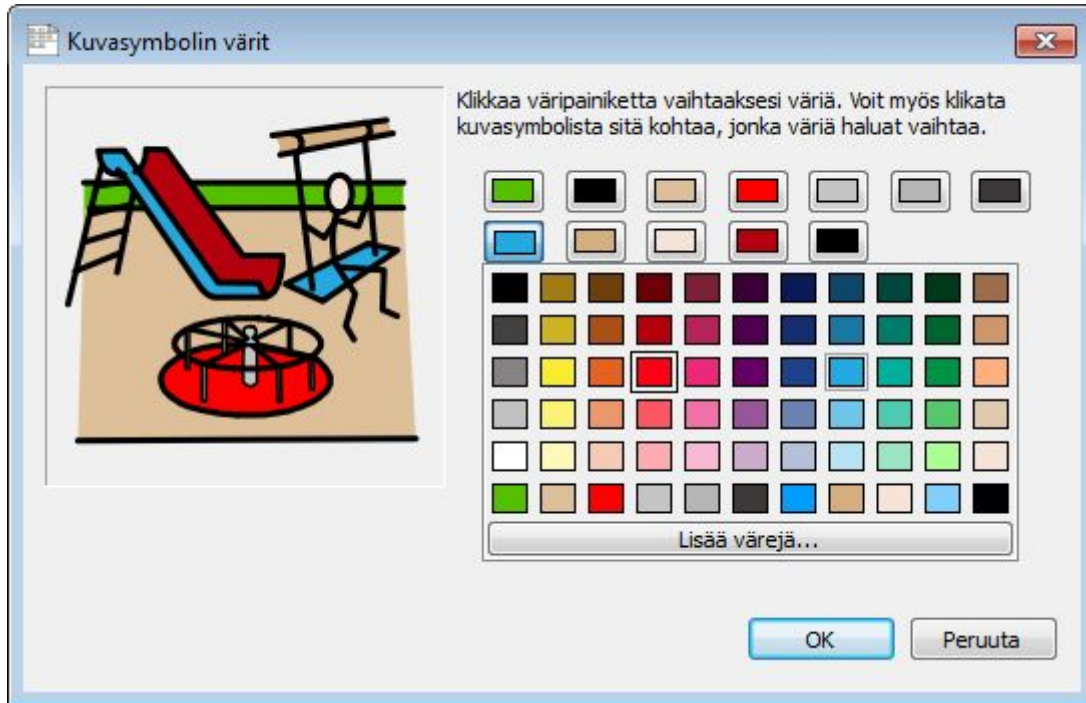 Kuvasymbolin värit
Klikkaa väripainiketta vaihtaaksesi väriä. Voit myös klikata
kuvasymbolista sitä kohtaa, jonka väriä haluat vaihtaa.
Lisää värejä...
OK
Peruuta